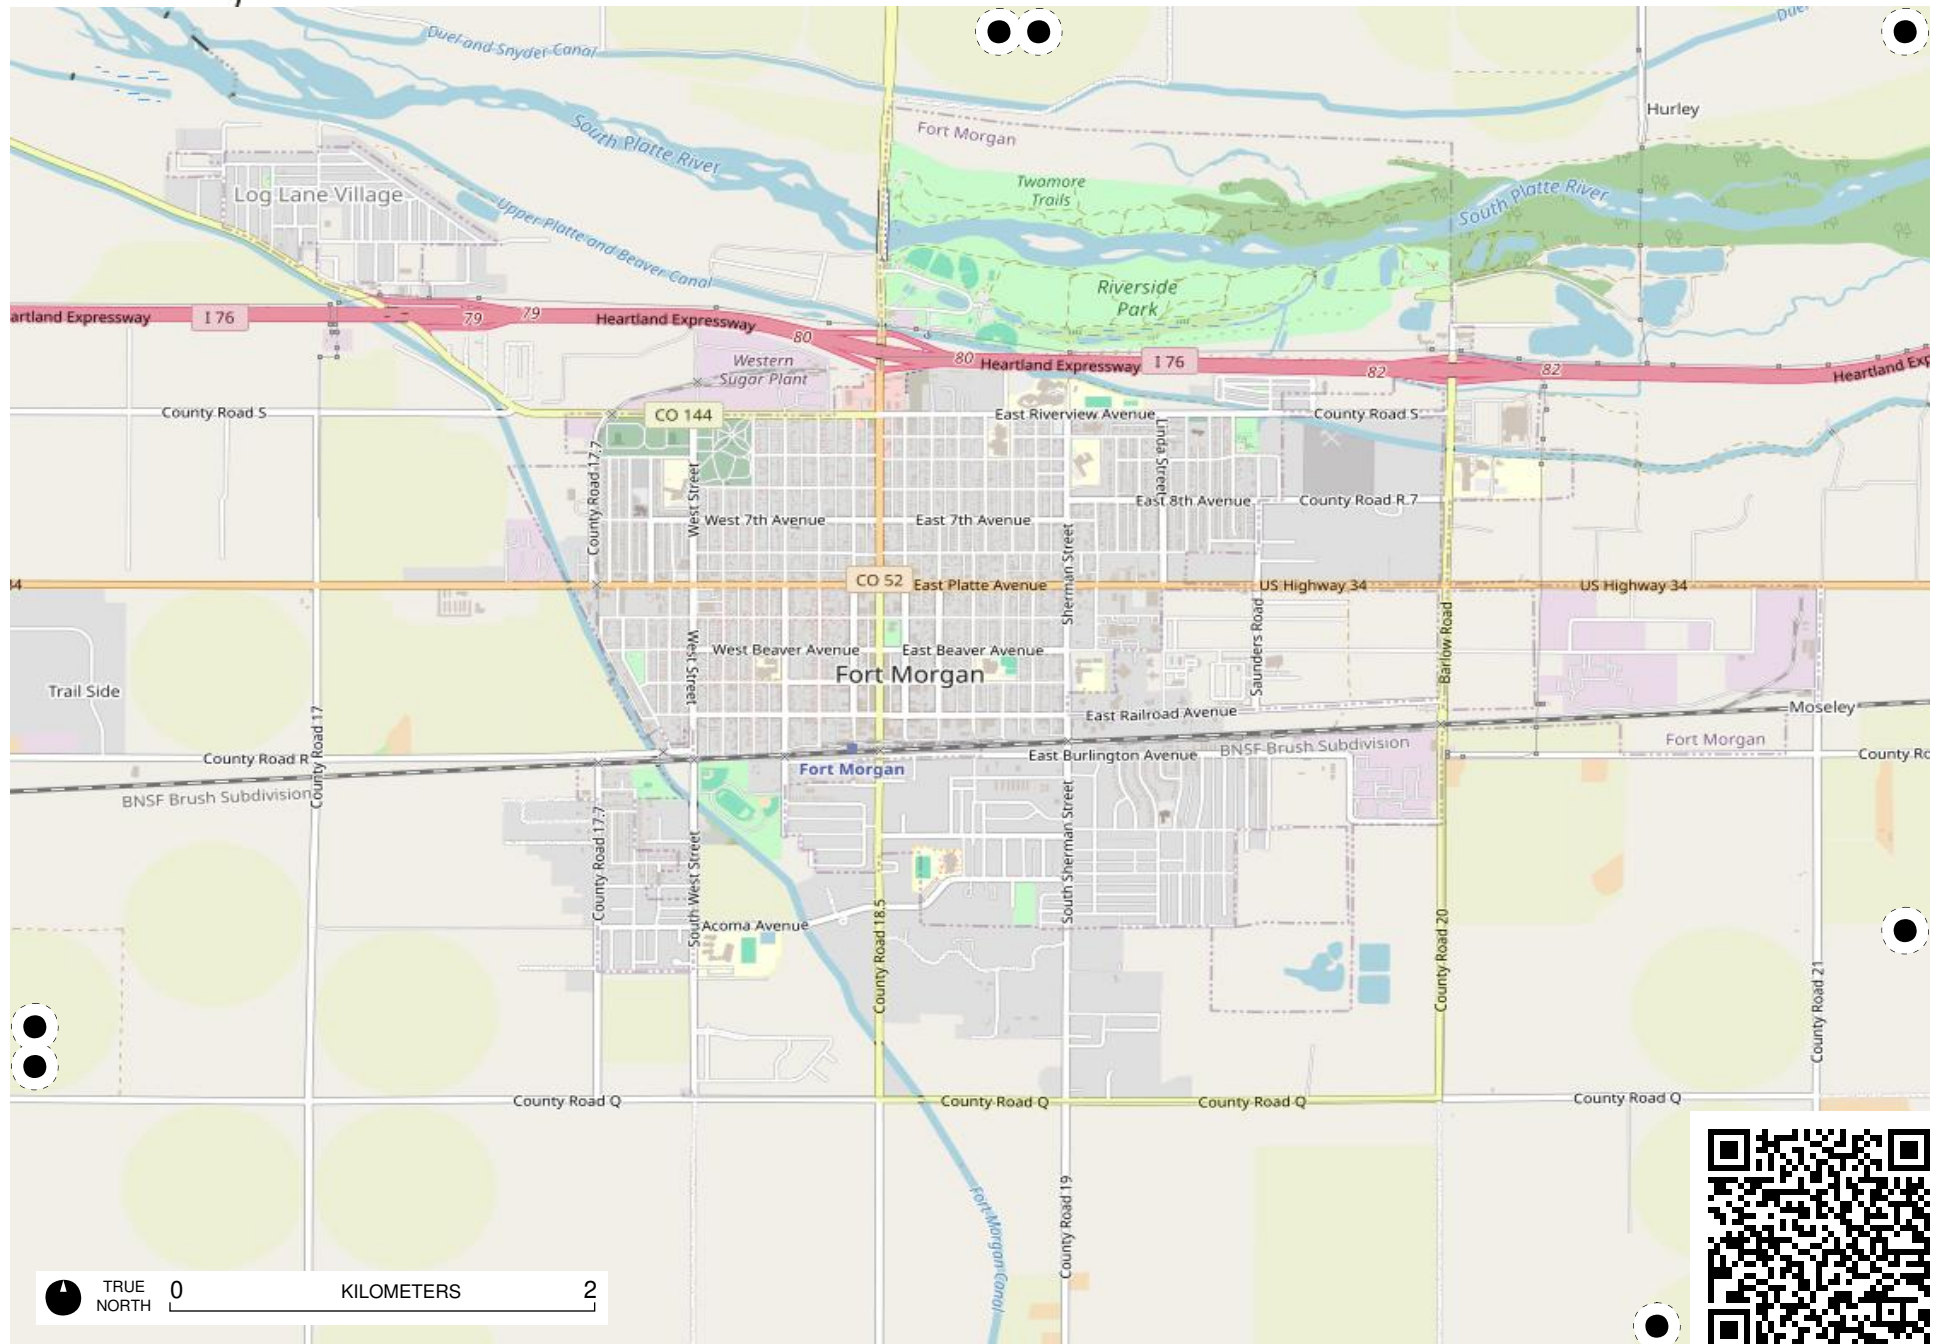 Duel and Snyder Canal
Hurley
Fort Morgan
South Platte River
Twamore
Trails
South Platte River
Log Lane Village
Upper Platte and Beaver Canal
Riverside
Park
I 76
79
79
Heartland Expressway
80
80
Heartland Expressway
I 76
82
82
Western
Sugar Plant
County Road S
CO 144
East Riverview Avenue
County Road S
Linda Street
County Road 17.7
West Street
East 8th Avenue
County Road R.7
West 7th Avenue
East 7th Avenue
Sherman Street
CO 52
East Platte Avenue
US Highway 34
US Highway 34
Saunders Road
Barlow Road
West Street
West Beaver Avenue
East Beaver Avenue
Fort Morgan
Trail Side
County Road 17
East Railroad Avenue
Moseley
County Road R
Fort Morgan
East Burlington Avenue
BNSF Brush Subdivision
Fort Morgan
BNSF Brush Subdivision
County Road 17.7
South West Street
South Sherman Street
Acoma Avenue
County Road 18.5
County Road 20
County Road 21
County Road Q
County Road Q
County Road Q
County Road Q
Fort Morgan Canal
County Road 19
TRUE
NORTH
0
KILOMETERS
2